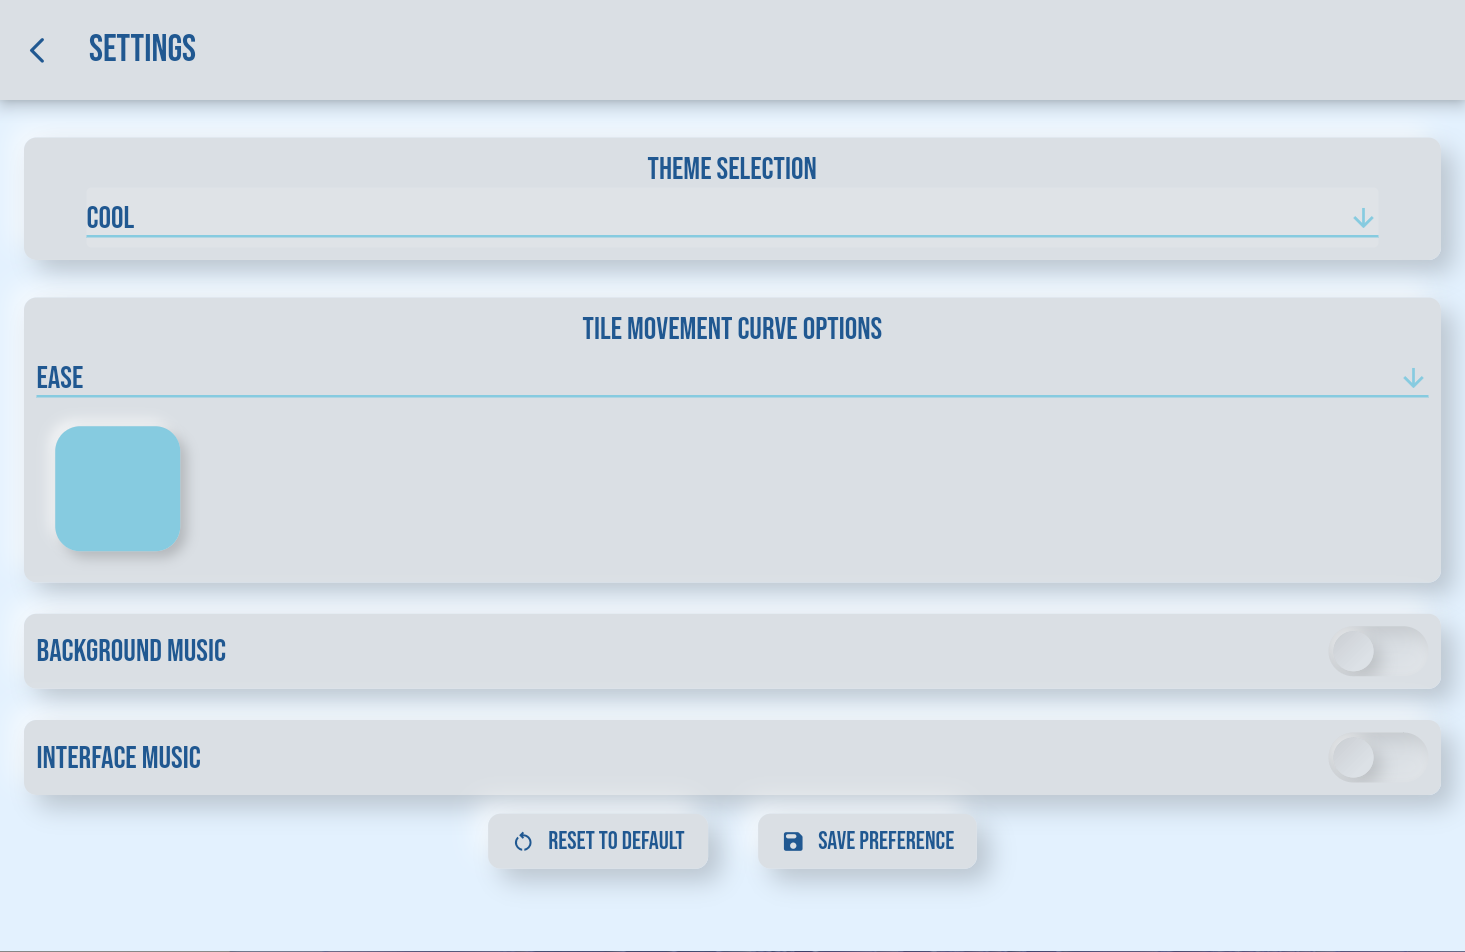 SETTINGS
THEME SELECTION
COOL
TILE MOVEMENT CURVE OPTIONS
EASE
BACKGROUND MUSIC
INTERFACE MUSIC
RESET TO DEFAULT
SAVE PREFERENCE